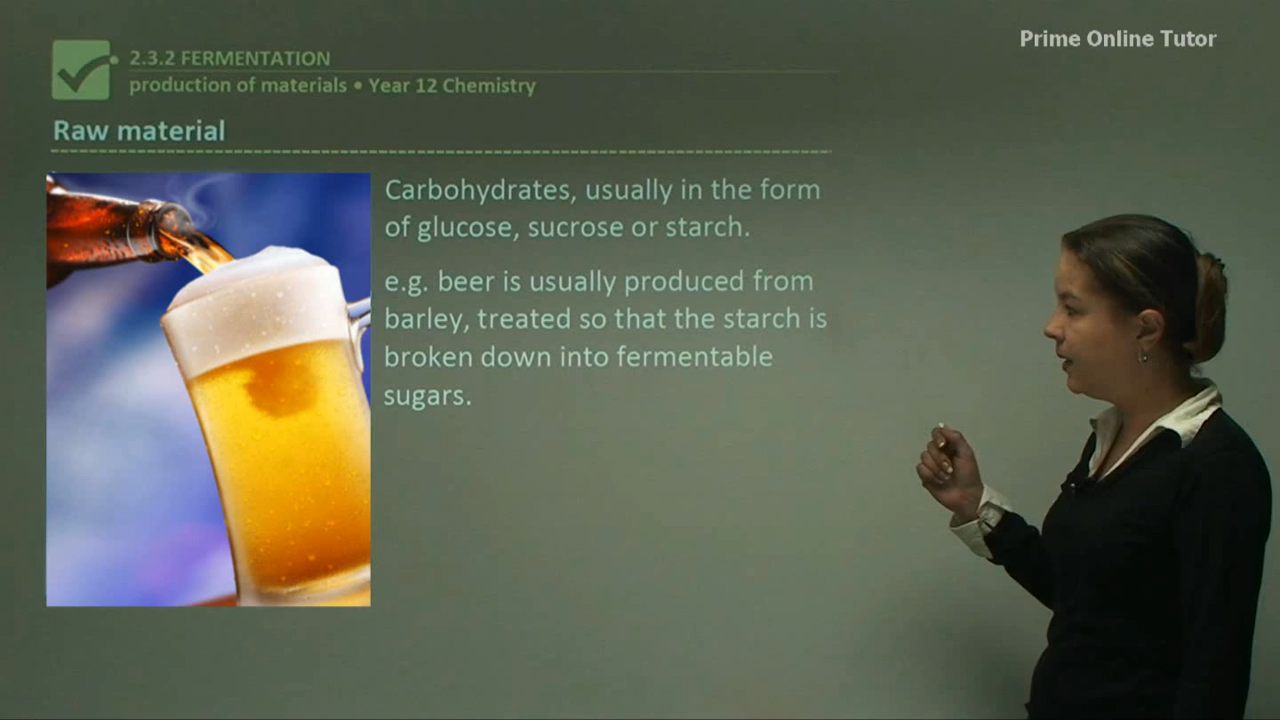 Prime Online Tutor
2.3.2 FERMENTATION
production of materials • Year 12 Chemistry
Raw material
Carbohydrates, usually in the form
of glucose, sucrose or starch.
e.g. beer is usually produced from
barley, treated so that the starch is
broken down into fermentable
sugars.